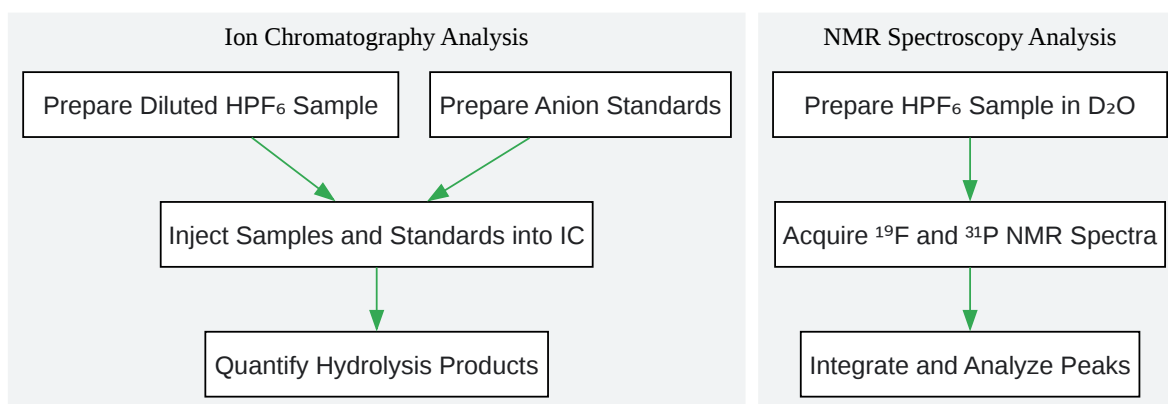 Ion Chromatography Analysis
Prepare Diluted HPF₆ Sample
Prepare Anion Standards
Inject Samples and Standards into IC
Quantify Hydrolysis Products
NMR Spectroscopy Analysis
Prepare HPF₆ Sample in D₂O
Acquire ¹⁹F and ³¹P NMR Spectra
Integrate and Analyze Peaks